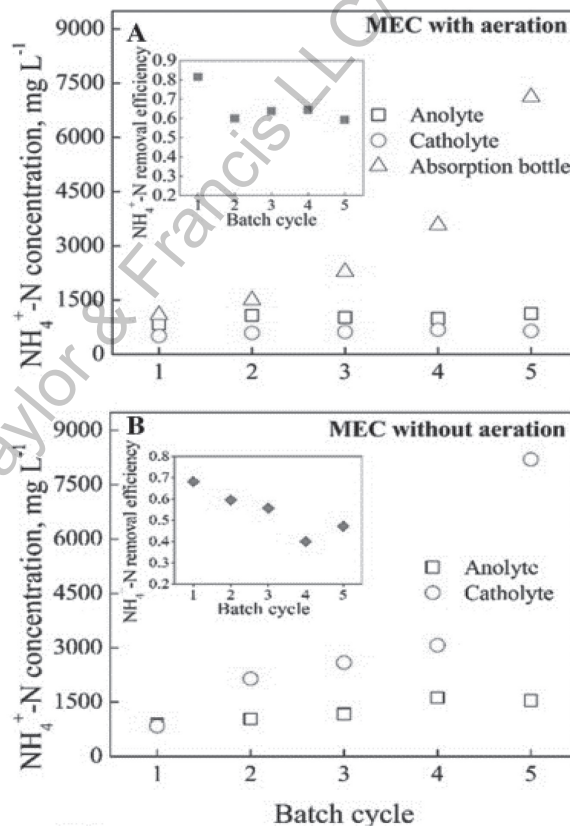 9000
7500
6000
4500
3000
1500
0
NH4+-N concentration, mg L-1
A
MEC with aeration
0.9
0.8
0.7
0.6
0.5
0.4
0.3
0.2
NH4+-N removal efficiency
1 2 3 4 5
Batch cycle
Anolyte
Catholyte
Absorption bottle
1 2 3 4 5
Taylor & Francis LLC
9000
7500
6000
4500
3000
1500
0
NH4+-N concentration, mg L-1
B
MEC without aeration
0.8
0.7
0.6
0.5
0.4
0.3
0.2
NH4-N removal efficiency
1 2 3 4 5
Batch cycle
Anolyte
Catholyte
1 2 3 4 5
Batch cycle